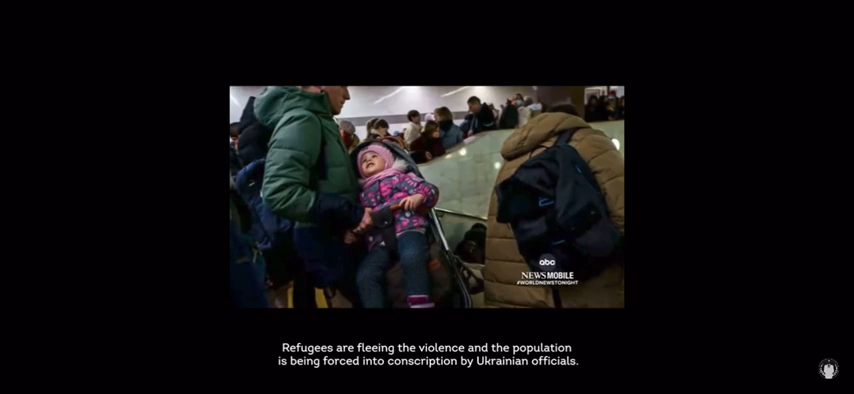 abc
NEWS MOBILE
#WORLDNEWSTONIGHT
Refugees are fleeing the violence and the population
is being forced into conscription by Ukrainian officials.